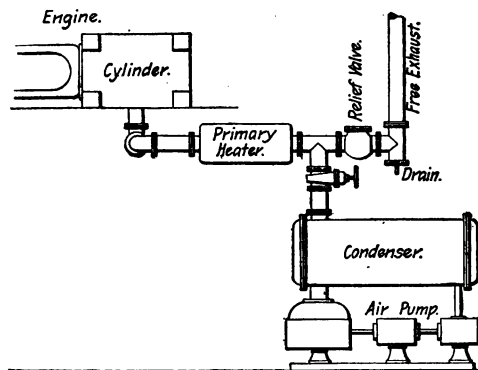 Engine.
Cylinder.
Relief Valve.
Free Exhaust.
Primary
Heater.
Drain.
Condenser.
Air Pump.